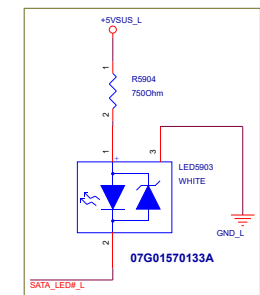 +5VSUS_L
1
R5904
750Ohm
2
1
+
3
LED5903
WHITE
GND_L
2
07G01570133A
SATA_LED#_L